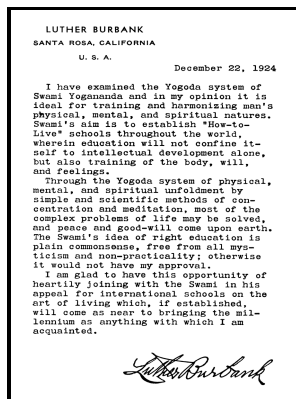 LUTHER BURBANK
SANTA ROSA, CALIFORNIA
U. S. A.
December 22, 1924
I have examined the Yogoda system of
Swami Yogananda and in my opinion it is
ideal for training and harmonizing man's
physical, mental, and spiritual natures.
Swami's aim is to establish "How-to-
Live" schools throughout the world,
wherein education will not confine it-
self to intellectual development alone,
but also training of the body, will,
and feelings.
Through the Yogoda system of physical,
mental, and spiritual unfoldment by
simple and scientific methods of con-
centration and meditation, most of the
complex problems of life may be solved,
and peace and good-will come upon earth.
The Swami's idea of right education is
plain commonsense, free from all mys-
ticism and non-practicality; otherwise
it would not have my approval.
I am glad to have this opportunity of
heartily joining with the Swami in his
appeal for international schools on the
art of living which, if established,
will come as near to bringing the mil-
lennium as anything with which I am
acquainted.
Luther Burbank